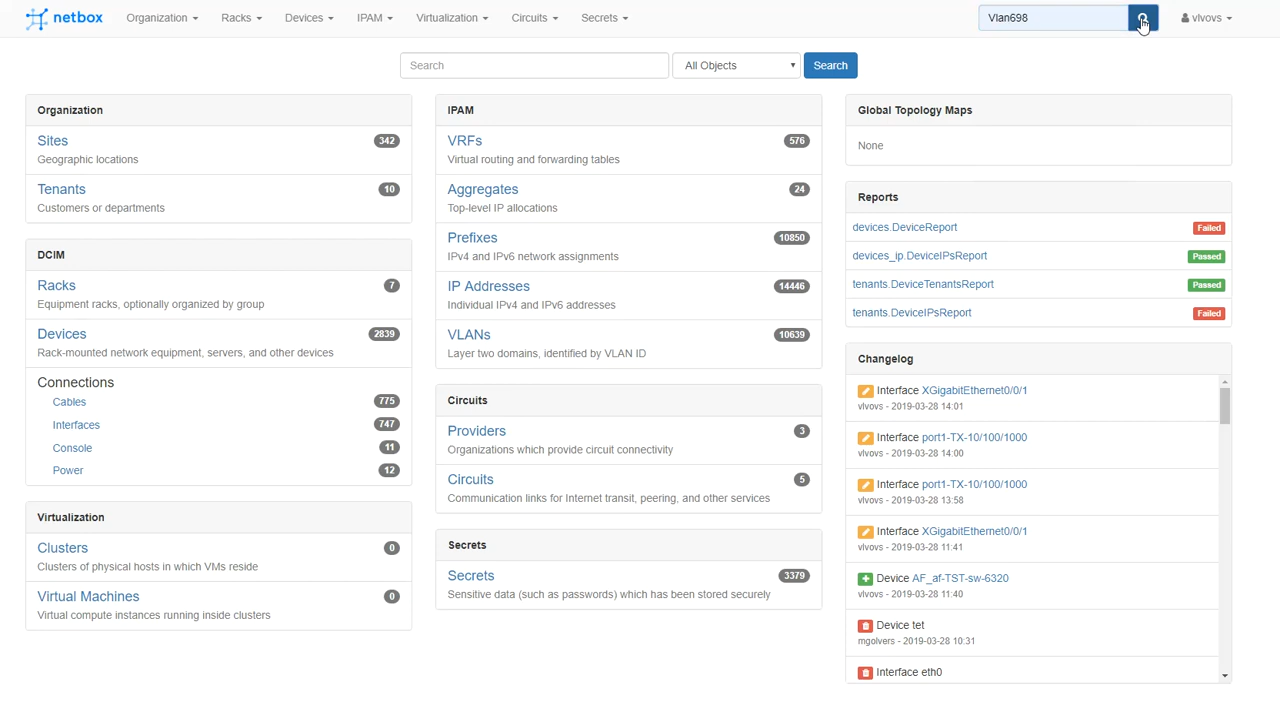 netbox Organization Racks Devices IPAM Virtualization Circuits Secrets Vlan698 vlvovs
Search All Objects Search
Organization
Sites 342
Geographic locations
Tenants 10
Customers or departments
DCIM
Racks 7
Equipment racks, optionally organized by group
Devices 2839
Rack-mounted network equipment, servers, and other devices
Connections
Cables 775
Interfaces 747
Console 11
Power 12
Virtualization
Clusters 0
Clusters of physical hosts in which VMs reside
Virtual Machines 0
Virtual compute instances running inside clusters
IPAM
VRFs 576
Virtual routing and forwarding tables
Aggregates 24
Top-level IP allocations
Prefixes 10850
IPv4 and IPv6 network assignments
IP Addresses 14446
Individual IPv4 and IPv6 addresses
VLANs 10639
Layer two domains, identified by VLAN ID
Circuits
Providers 3
Organizations which provide circuit connectivity
Circuits 5
Communication links for Internet transit, peering, and other services
Secrets
Secrets 3379
Sensitive data (such as passwords) which has been stored securely
Global Topology Maps
None
Reports
devices.DeviceReport Failed
devices_ip.DeviceIPsReport Passed
tenants.DeviceTenantsReport Passed
tenants.DeviceIPsReport Failed
Changelog
Interface XGigabitEthernet0/0/1
vlvovs - 2019-03-28 14:01
Interface port1-TX-10/100/1000
vlvovs - 2019-03-28 14:00
Interface port1-TX-10/100/1000
vlvovs - 2019-03-28 13:58
Interface XGigabitEthernet0/0/1
vlvovs - 2019-03-28 11:41
Device AF_af-TST-sw-6320
vlvovs - 2019-03-28 11:40
Device tet
mgolvers - 2019-03-28 10:31
Interface eth0